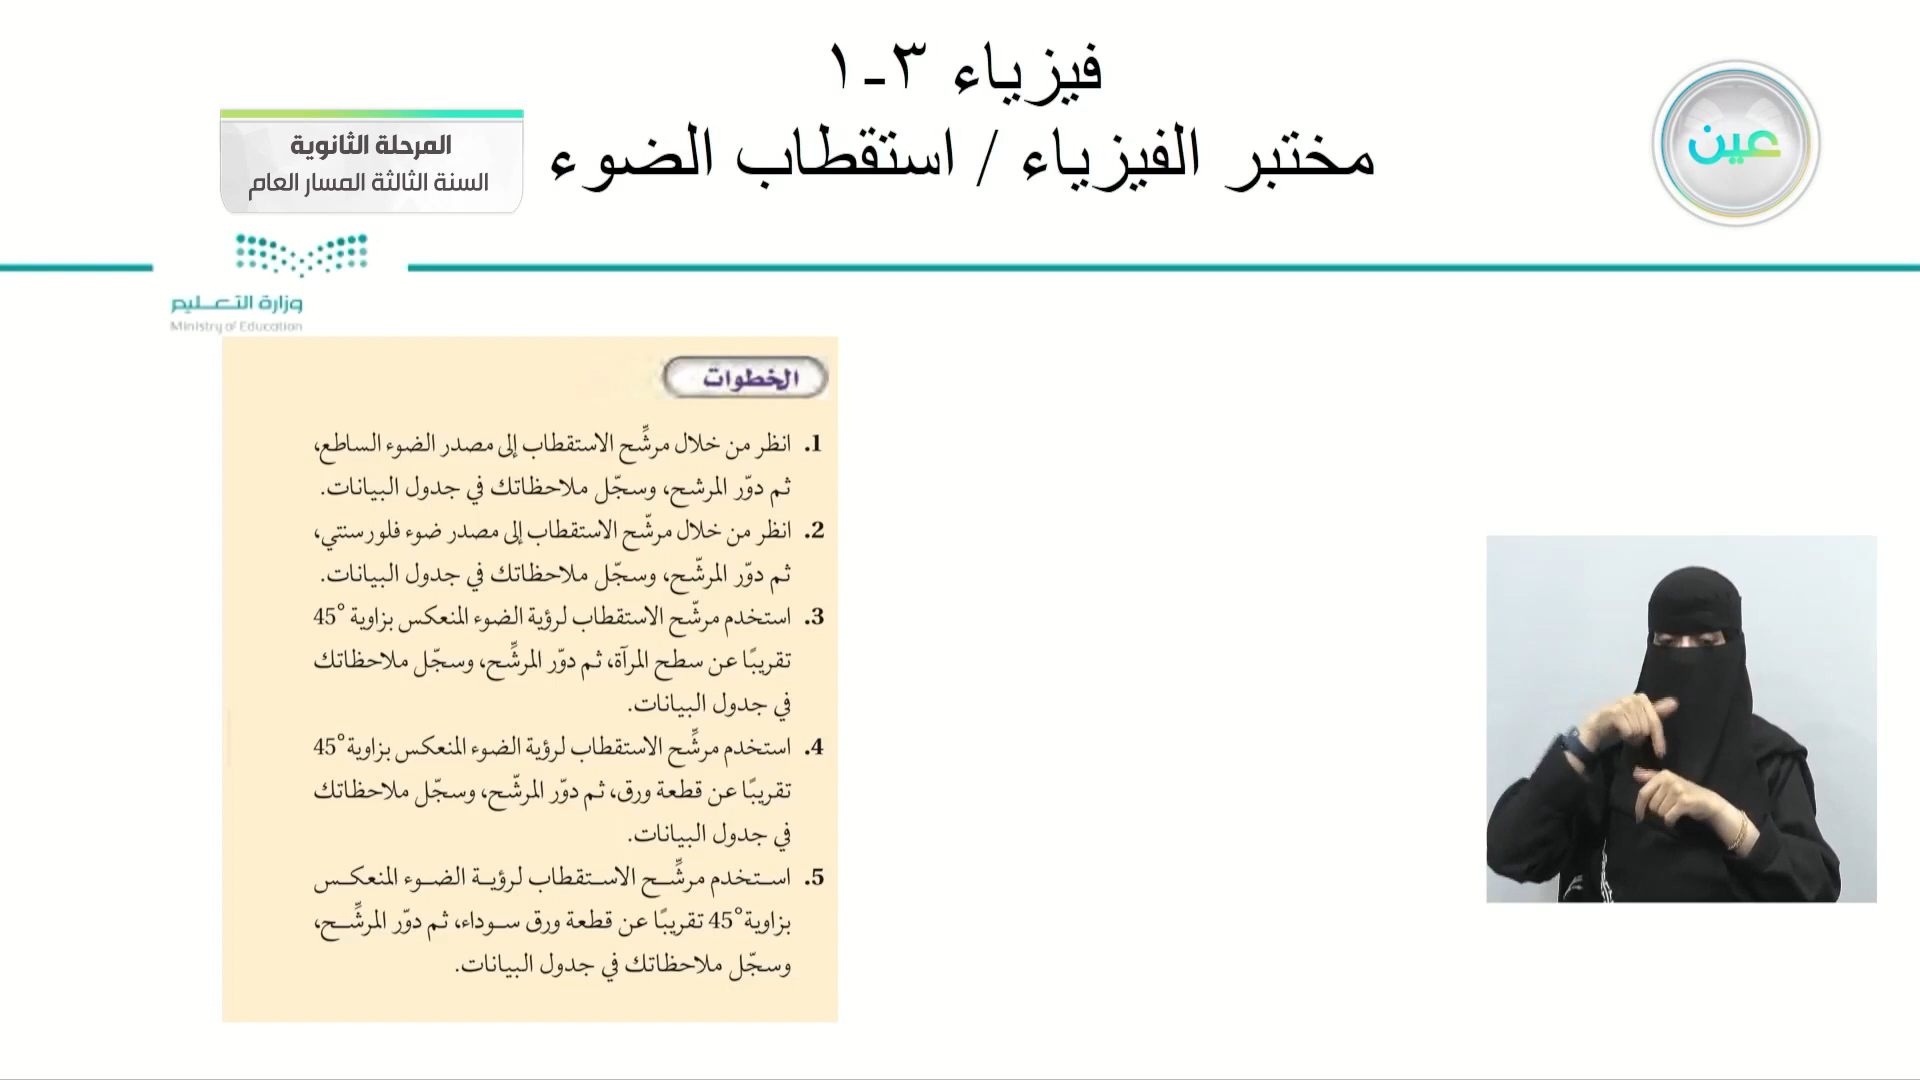 فيزياء ٣-١
مختبر الفيزياء / استقطاب الضوء
المرحلة الثانوية
السنة الثالثة المسار العام
عين
وزارة التعليم
Ministry of Education
الخطوات
1. انظر من خلال مرشِّح الاستقطاب إلى مصدر الضوء الساطع،
ثم دوّر المرشح، وسجّل ملاحظاتك في جدول البيانات.
2. انظر من خلال مرشّح الاستقطاب إلى مصدر ضوء فلورسنتي،
ثم دوّر المرشّح، وسجّل ملاحظاتك في جدول البيانات.
3. استخدم مرشّح الاستقطاب لرؤية الضوء المنعكس بزاوية 45°
تقريبًا عن سطح المرآة، ثم دوّر المرشِّح، وسجّل ملاحظاتك
في جدول البيانات.
4. استخدم مرشِّح الاستقطاب لرؤية الضوء المنعكس بزاوية 45°
تقريبًا عن قطعة ورق، ثم دوّر المرشّح، وسجّل ملاحظاتك
في جدول البيانات.
5. استخدم مرشِّح الاستقطاب لرؤية الضوء المنعكس
بزاوية 45° تقريبًا عن قطعة ورق سوداء، ثم دوّر المرشِّح،
وسجّل ملاحظاتك في جدول البيانات.